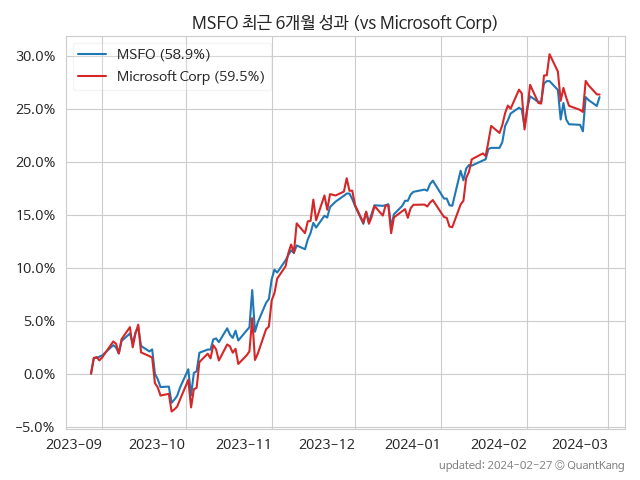 MSFO 최근 6개월 성과 (vs Microsoft Corp)
MSFO (58.9%)
Microsoft Corp (59.5%)
30.0%
25.0%
20.0%
15.0%
10.0%
5.0%
0.0%
−5.0%
2023−09 2023−10 2023−11 2023−12 2024−01 2024−02 2024−03
updated: 2024−02−27 © QuantKang